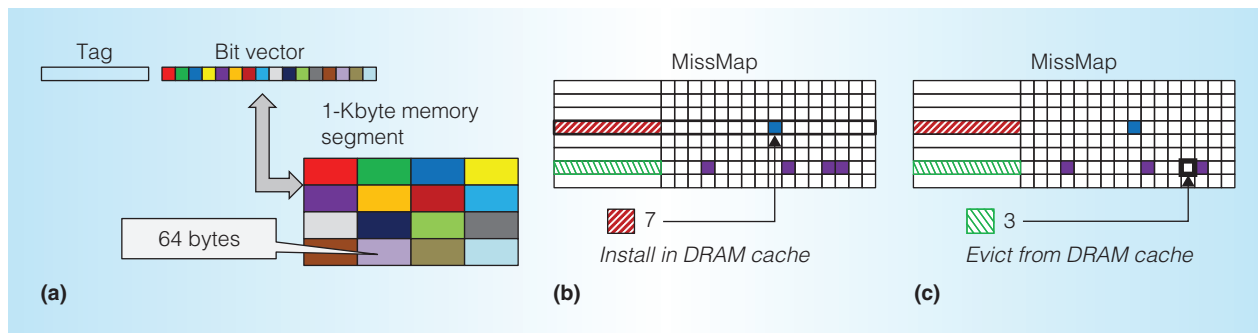 Tag
Bit vector
1-Kbyte memory
segment
64 bytes
(a)
MissMap
7
Install in DRAM cache
(b)
MissMap
3
Evict from DRAM cache
(c)